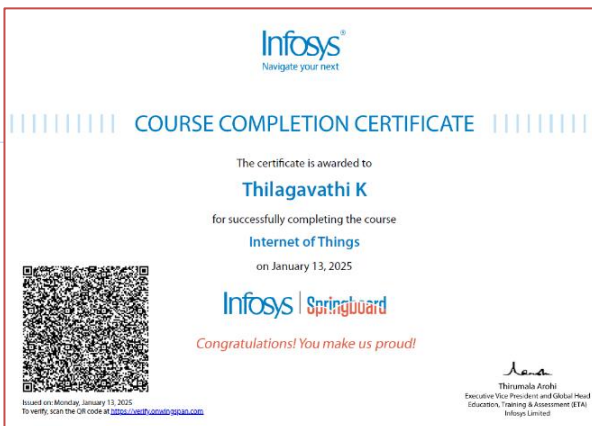 Infosys®
Navigate your next
COURSE COMPLETION CERTIFICATE
The certificate is awarded to
Thilagavathi K
for successfully completing the course
Internet of Things
on January 13, 2025
Infosys | Springboard
Congratulations! You make us proud!
Issued on: Monday, January 13, 2025
To verify, scan the QR code at https://verify.onwingspan.com
Thirumala Arohi
Executive Vice President and Global Head
Education, Training & Assessment (ETA)
Infosys Limited